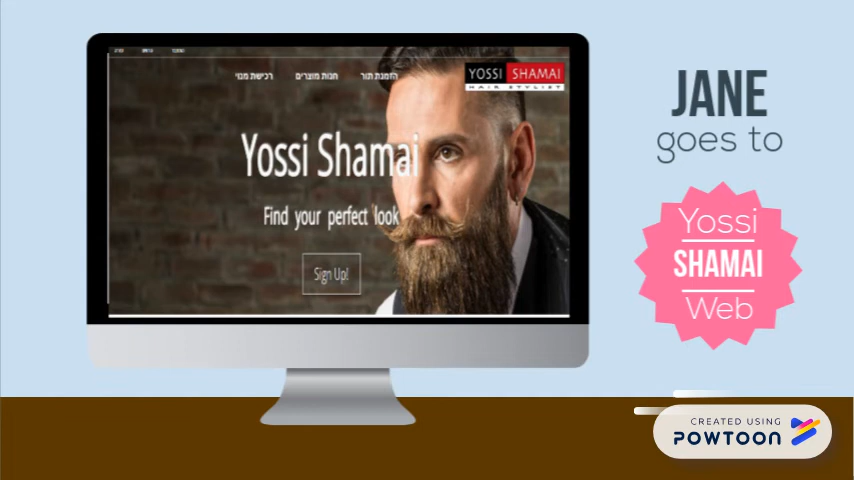 הזמנת תור חנות מוצרים רכישת מנוי
YOSSI SHAMAI
HAIR STYLIST
Yossi Shamai
Find your perfect look
Sign Up!
JANE
goes to
Yossi
SHAMAI
Web
CREATED USING
POWTOON